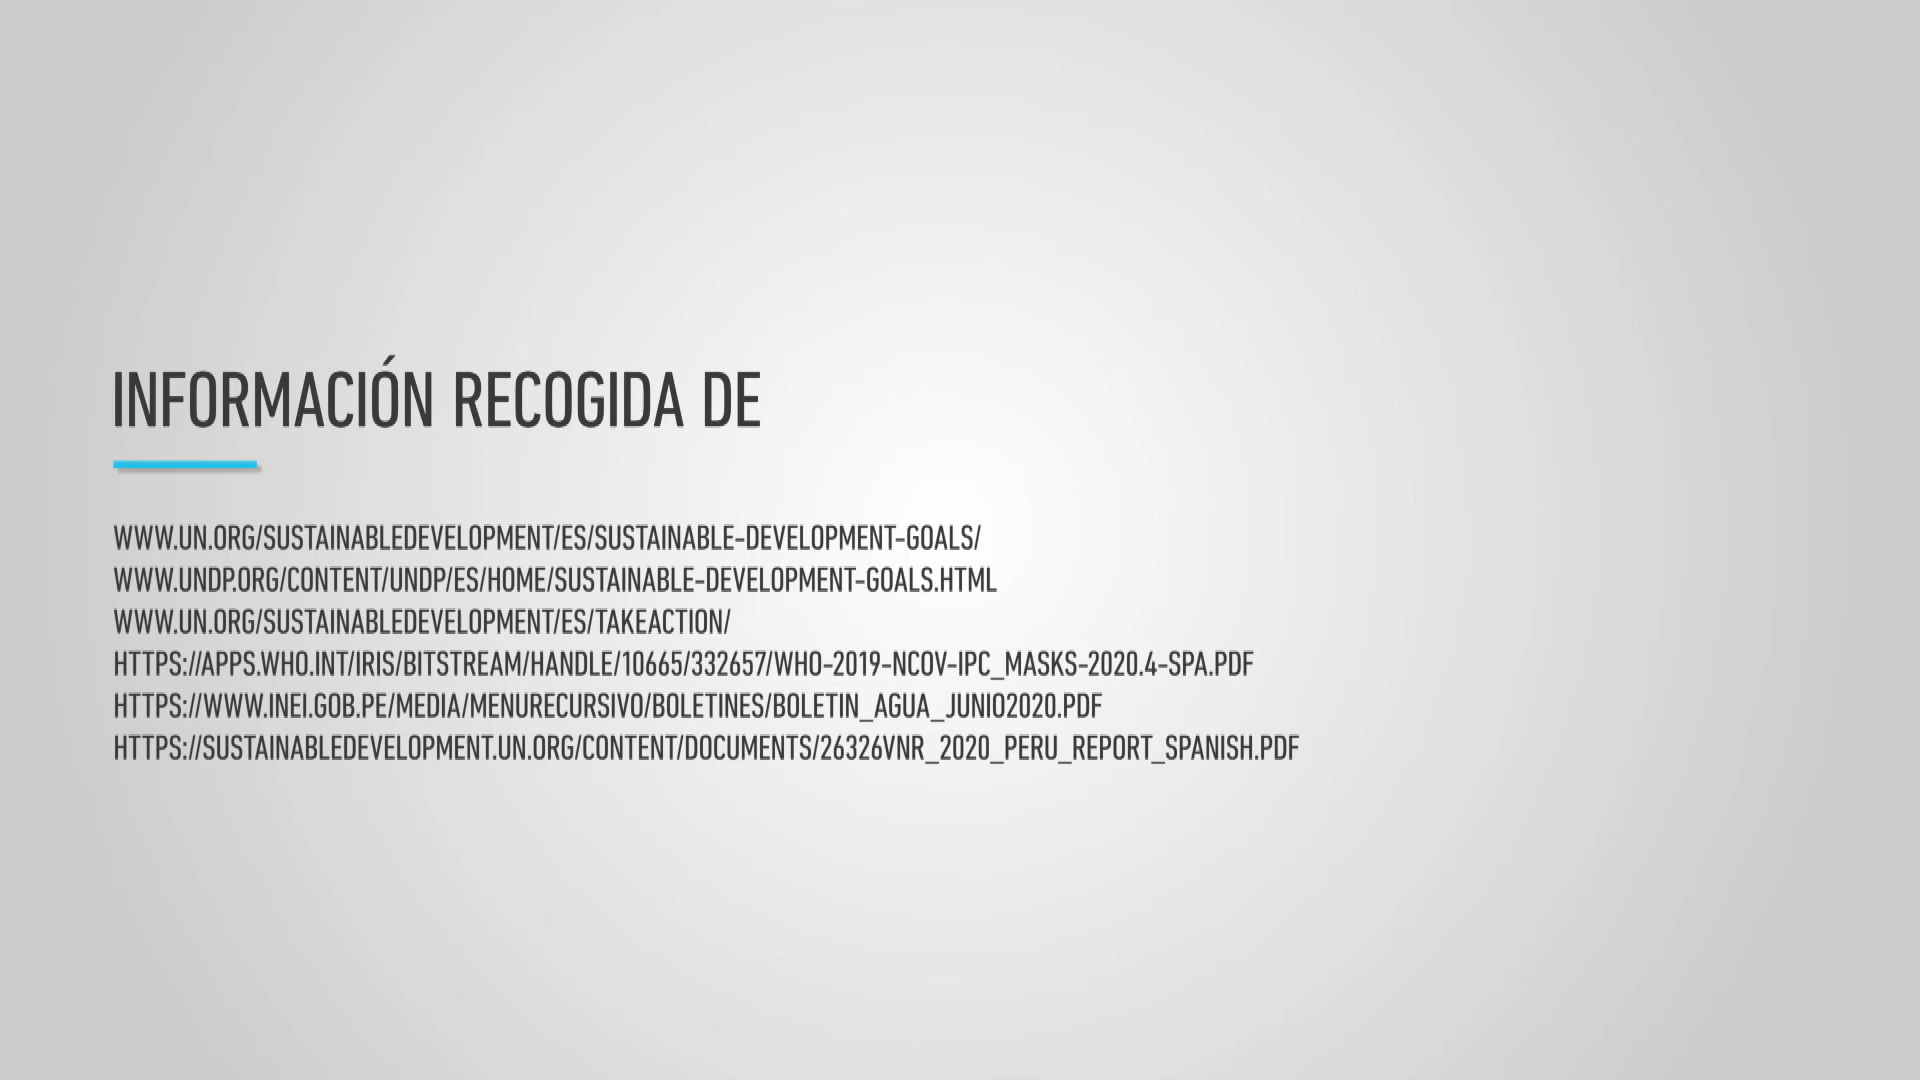 INFORMACIÓN RECOGIDA DE
WWW.UN.ORG/SUSTAINABLEDEVELOPMENT/ES/SUSTAINABLE-DEVELOPMENT-GOALS/
WWW.UNDP.ORG/CONTENT/UNDP/ES/HOME/SUSTAINABLE-DEVELOPMENT-GOALS.HTML
WWW.UN.ORG/SUSTAINABLEDEVELOPMENT/ES/TAKEACTION/
HTTPS://APPS.WHO.INT/IRIS/BITSTREAM/HANDLE/10665/332657/WHO-2019-NCOV-IPC_MASKS-2020.4-SPA.PDF
HTTPS://WWW.INEI.GOB.PE/MEDIA/MENURECURSIVO/BOLETINES/BOLETIN_AGUA_JUNIO2020.PDF
HTTPS://SUSTAINABLEDEVELOPMENT.UN.ORG/CONTENT/DOCUMENTS/26326VNR_2020_PERU_REPORT_SPANISH.PDF